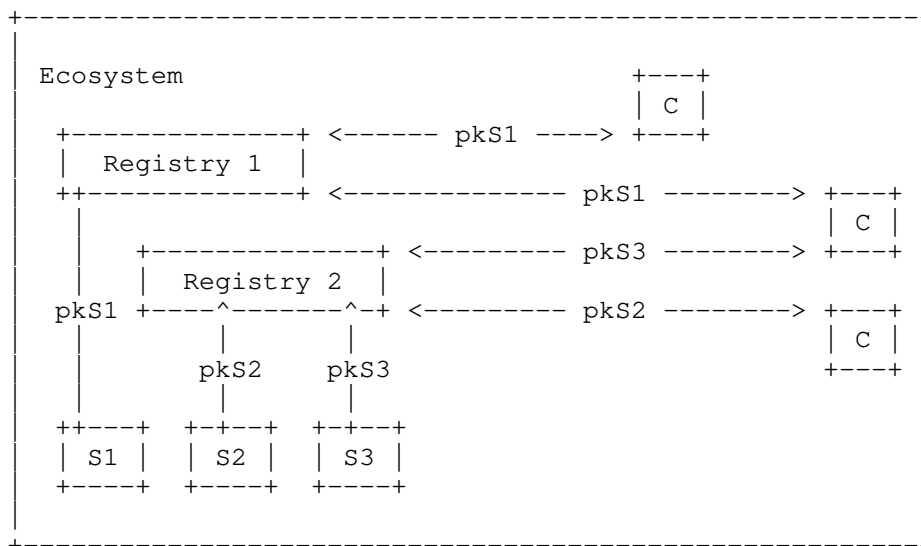 Ecosystem
C
pkS1
Registry 1
pkS1
C
pkS3
Registry 2
pkS1 pkS2
C
pkS2 pkS3
S1 S2 S3